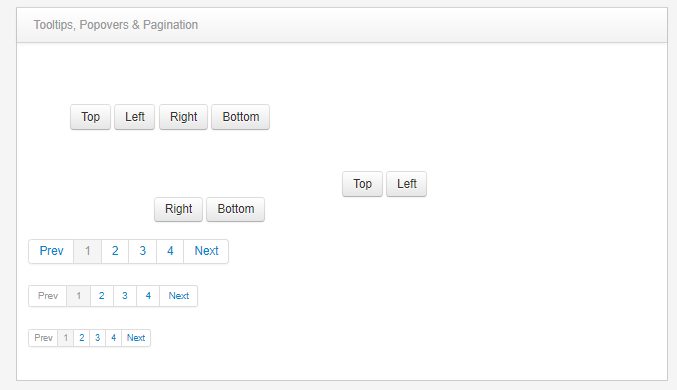 Tooltips, Popovers & Pagination
Top Left Right Bottom
Top Left
Right Bottom
Prev 1 2 3 4 Next
Prev 1 2 3 4 Next
Prev 1 2 3 4 Next